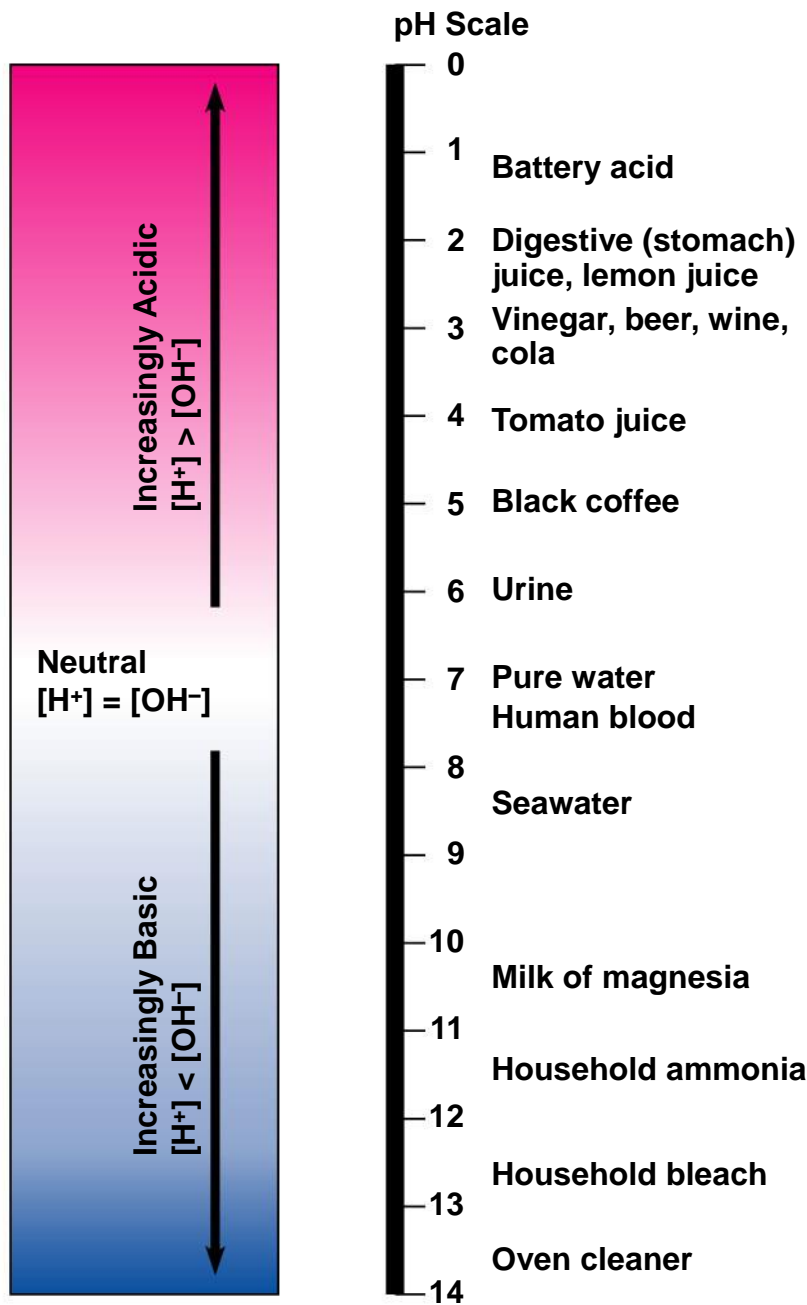 pH Scale
0
1
Battery acid
2
Digestive (stomach)
juice, lemon juice
3
Vinegar, beer, wine,
cola
4
Tomato juice
5
Black coffee
6
Urine
7
Pure water
Human blood
8
Seawater
9
10
Milk of magnesia
11
Household ammonia
12
Household bleach
13
Oven cleaner
14
Increasingly Acidic
[H⁺] > [OH⁻]
Neutral
[H⁺] = [OH⁻]
Increasingly Basic
[H⁺] < [OH⁻]